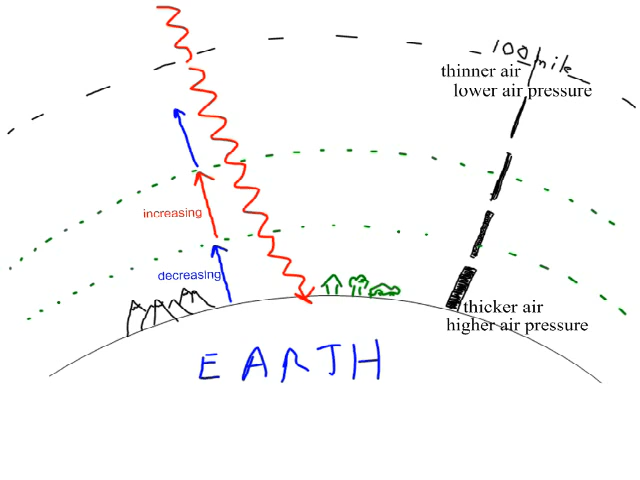 100 mile
thinner air
lower air pressure
increasing
decreasing
thicker air
higher air pressure
EARTH